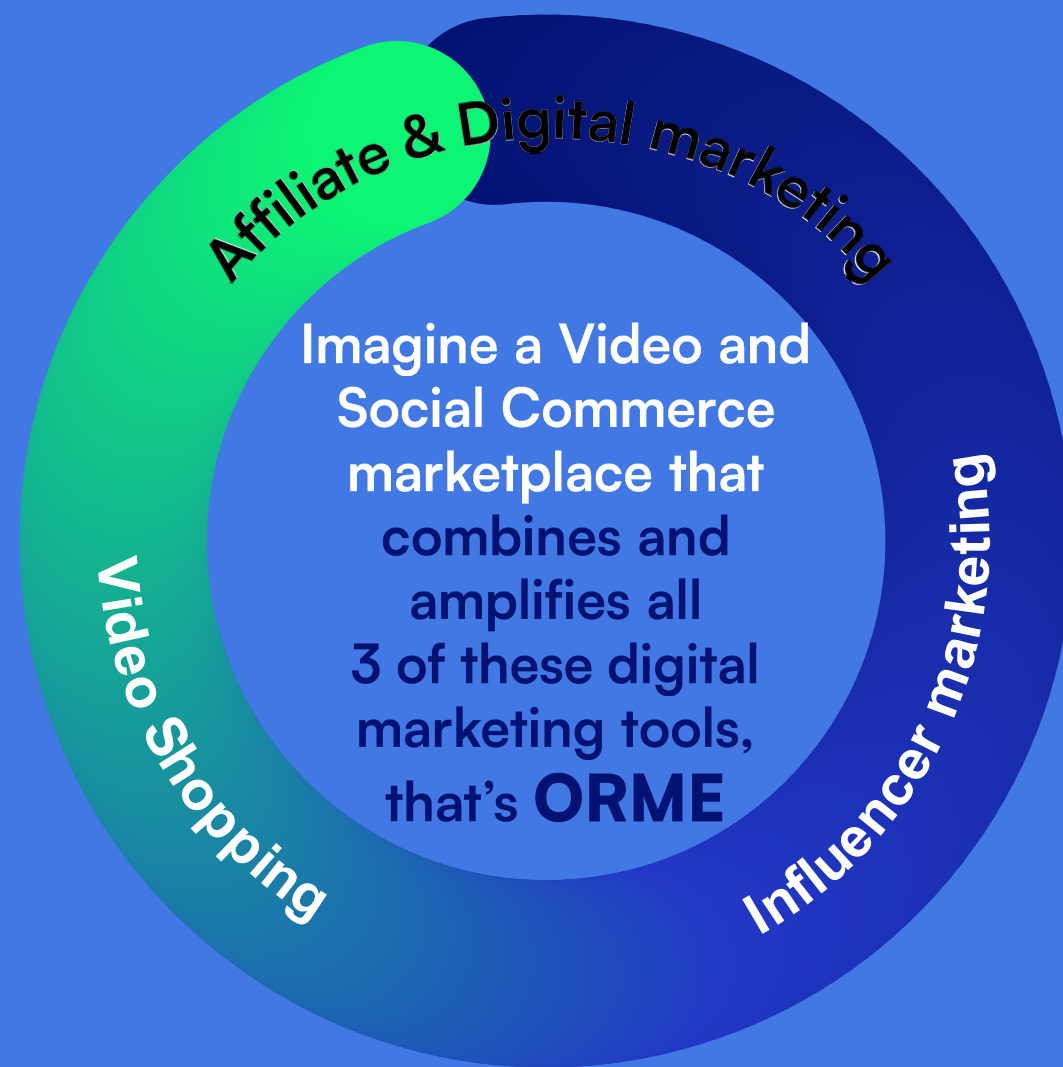 Affiliate & Digital marketing
Imagine a Video and
Social Commerce
marketplace that
combines and
amplifies all
3 of these digital
marketing tools,
that’s ORME
Video Shopping
Influencer marketing